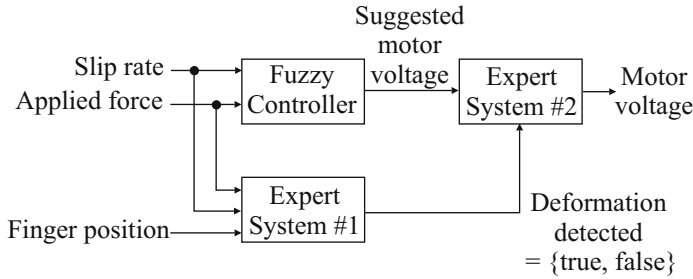 Slip rate
Applied force
Finger position
Fuzzy
Controller
Expert
System #1
Suggested
motor
voltage
Expert
System #2
Motor
voltage
Deformation
detected
= {true, false}